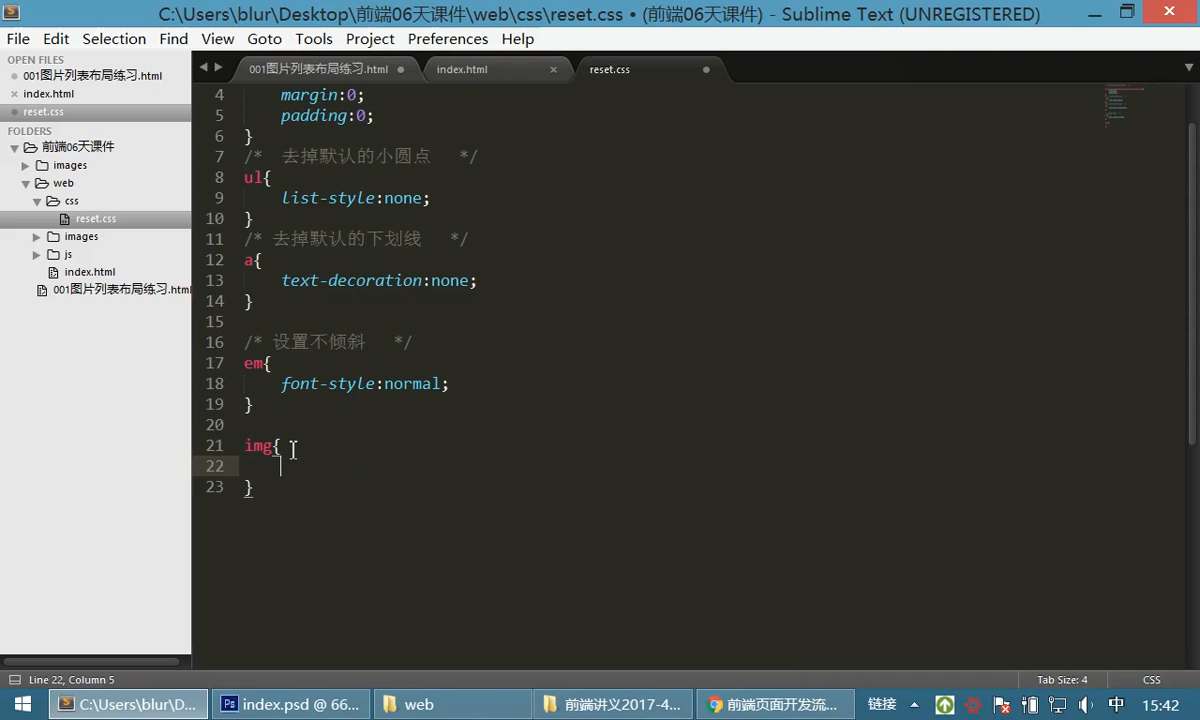 C:\Users\blur\Desktop\前端06天课件\web\css\reset.css • (前端06天课件) - Sublime Text (UNREGISTERED)
File Edit Selection Find View Goto Tools Project Preferences Help
OPEN FILES
001图片列表布局练习.html
index.html
reset.css
FOLDERS
前端06天课件
images
web
css
reset.css
images
js
index.html
001图片列表布局练习.html
001图片列表布局练习.html index.html reset.css
4 margin:0;
5 padding:0;
6 }
7 /* 去掉默认的小圆点 */
8 ul{
9 list-style:none;
10 }
11 /* 去掉默认的下划线 */
12 a{
13 text-decoration:none;
14 }
15
16 /* 设置不倾斜 */
17 em{
18 font-style:normal;
19 }
20
21 img{
22
23 }
Line 22, Column 5 Tab Size: 4 CSS
C:\Users\blur\D... index.psd @ 66... web 前端讲义2017-4... 前端页面开发流... 链接 中 15:42